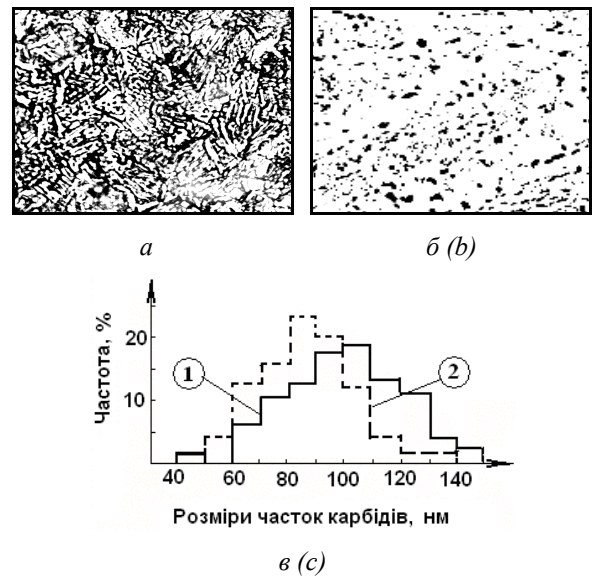 а
б (b)
Частота, %
20
10
1
2
40 60 80 100 120 140
Розміри часток карбідів, нм
в (c)